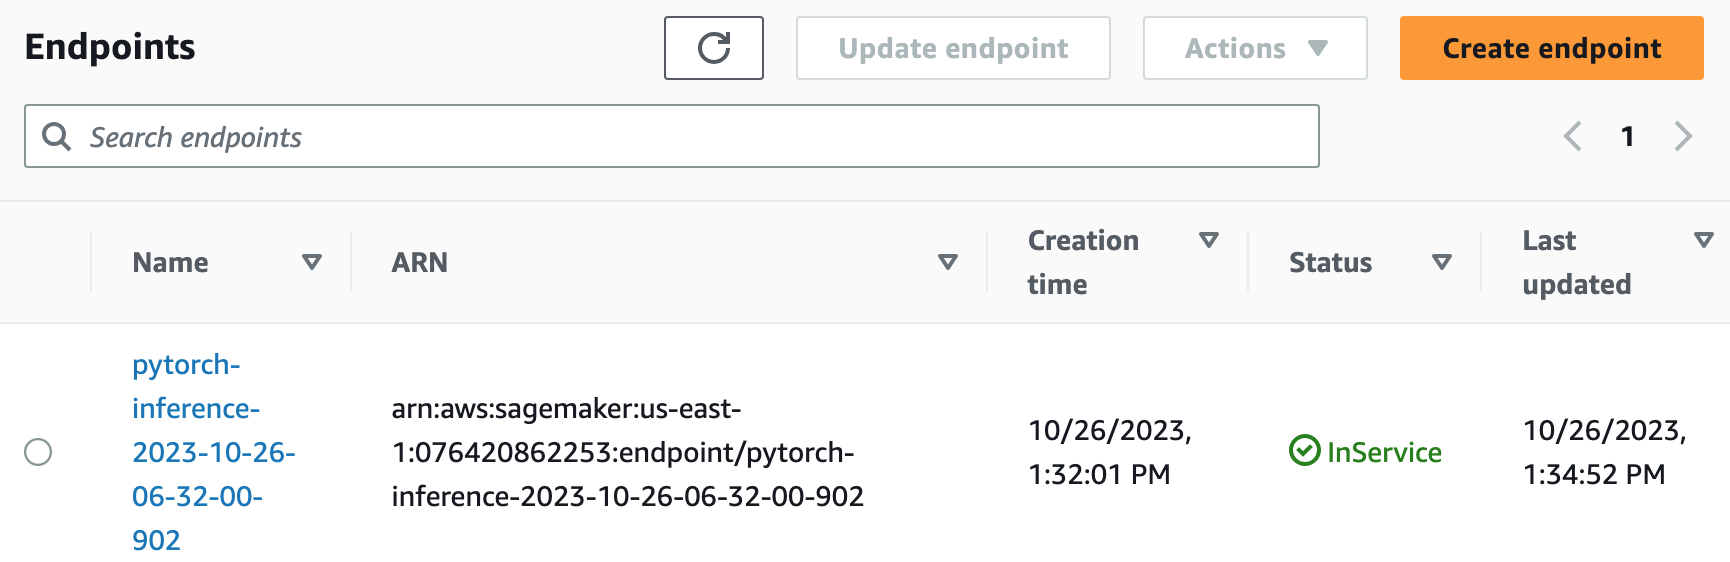 Endpoints
Update endpoint
Actions
Create endpoint
Search endpoints
1
Name
ARN
Creation
time
Status
Last
updated
pytorch-
inference-
2023-10-26-
06-32-00-
902
arn:aws:sagemaker:us-east-
1:076420862253:endpoint/pytorch-
inference-2023-10-26-06-32-00-902
10/26/2023,
1:32:01 PM
InService
10/26/2023,
1:34:52 PM